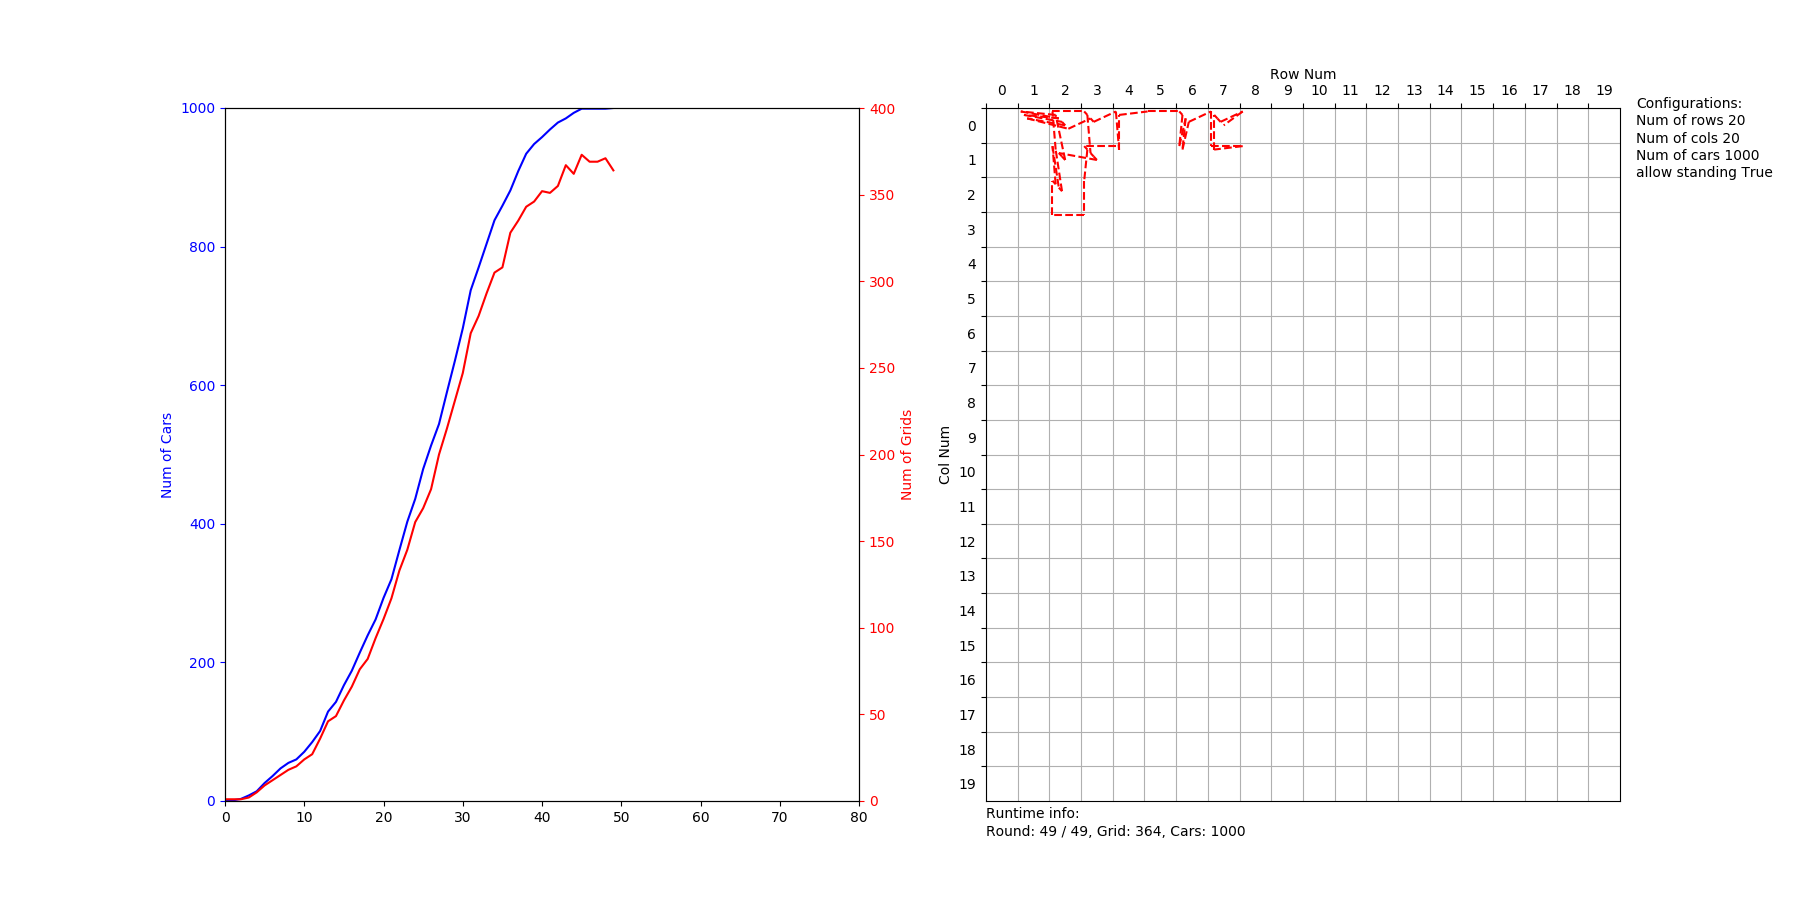 Row Num
0 1 2 3 4 5 6 7 8 9 10 11 12 13 14 15 16 17 18 19
Configurations:
Num of rows 20
Num of cols 20
Num of cars 1000
allow standing True
1000
800
600
400
200
0
Num of Cars
0 10 20 30 40 50 60 70 80
400
350
300
250
200
150
100
50
0
Num of Grids
Col Num
0
1
2
3
4
5
6
7
8
9
10
11
12
13
14
15
16
17
18
19
Runtime info:
Round: 49 / 49, Grid: 364, Cars: 1000